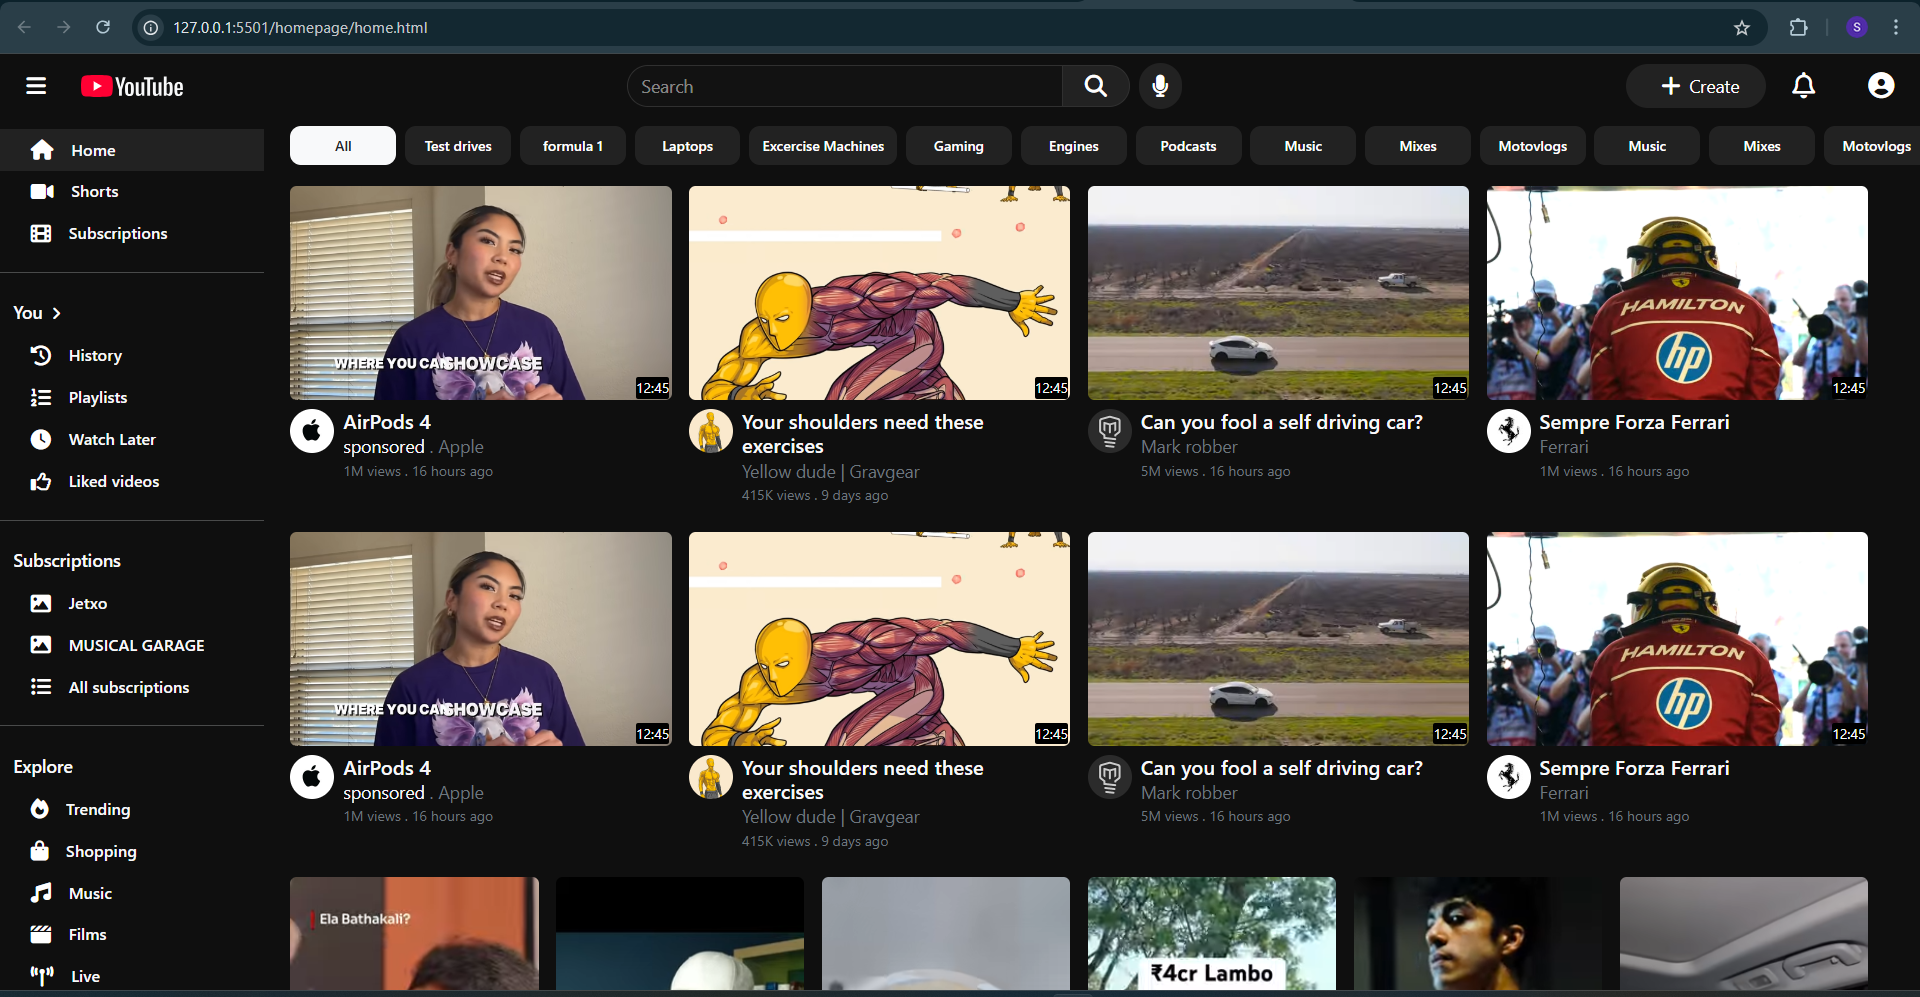 127.0.0.1:5501/homepage/home.html
S
YouTube
Search
Create
Home
Shorts
Subscriptions
You
History
Playlists
Watch Later
Liked videos
Subscriptions
Jetxo
MUSICAL GARAGE
All subscriptions
Explore
Trending
Shopping
Music
Films
Live
All
Test drives
formula 1
Laptops
Excercise Machines
Gaming
Engines
Podcasts
Music
Mixes
Motovlogs
Music
Mixes
Motovlogs
WHERE YOU CAN SHOWCASE
12:45
12:45
12:45
HAMILTON
hp
12:45
AirPods 4
sponsored . Apple
1M views . 16 hours ago
Your shoulders need these
exercises
Yellow dude | Gravgear
415K views . 9 days ago
Can you fool a self driving car?
Mark robber
5M views . 16 hours ago
Sempre Forza Ferrari
Ferrari
1M views . 16 hours ago
WHERE YOU CAN SHOWCASE
12:45
12:45
12:45
HAMILTON
hp
12:45
AirPods 4
sponsored . Apple
1M views . 16 hours ago
Your shoulders need these
exercises
Yellow dude | Gravgear
415K views . 9 days ago
Can you fool a self driving car?
Mark robber
5M views . 16 hours ago
Sempre Forza Ferrari
Ferrari
1M views . 16 hours ago
Ela Bathakali?
₹4cr Lambo